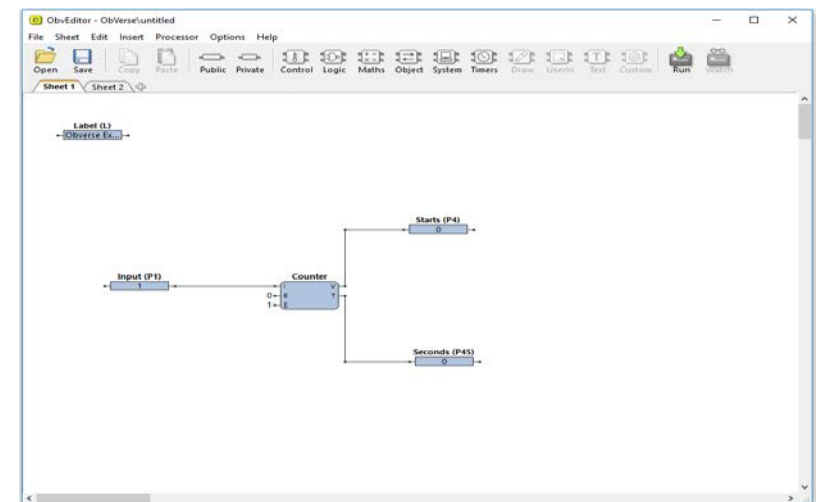 ObvEditor - ObVerse\untitled
File Sheet Edit Insert Processor Options Help
Open Save Copy Paste Public Private Control Logic Maths Object System Timers Draw Userin Text Custom Run Watch
Sheet 1 Sheet 2
Label (L)
Obverse Ex...
Starts (P4)
0
Input (P1)
1
Counter
I V
0 R T
1 E
Seconds (P45)
0